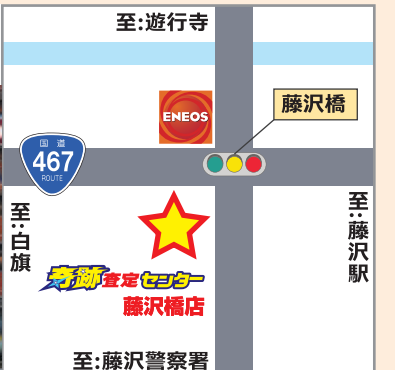 至:遊行寺
ENEOS
藤沢橋
国道
467
ROUTE
至:白旗
至:藤沢駅
奇跡査定センター
藤沢橋店
至:藤沢警察署